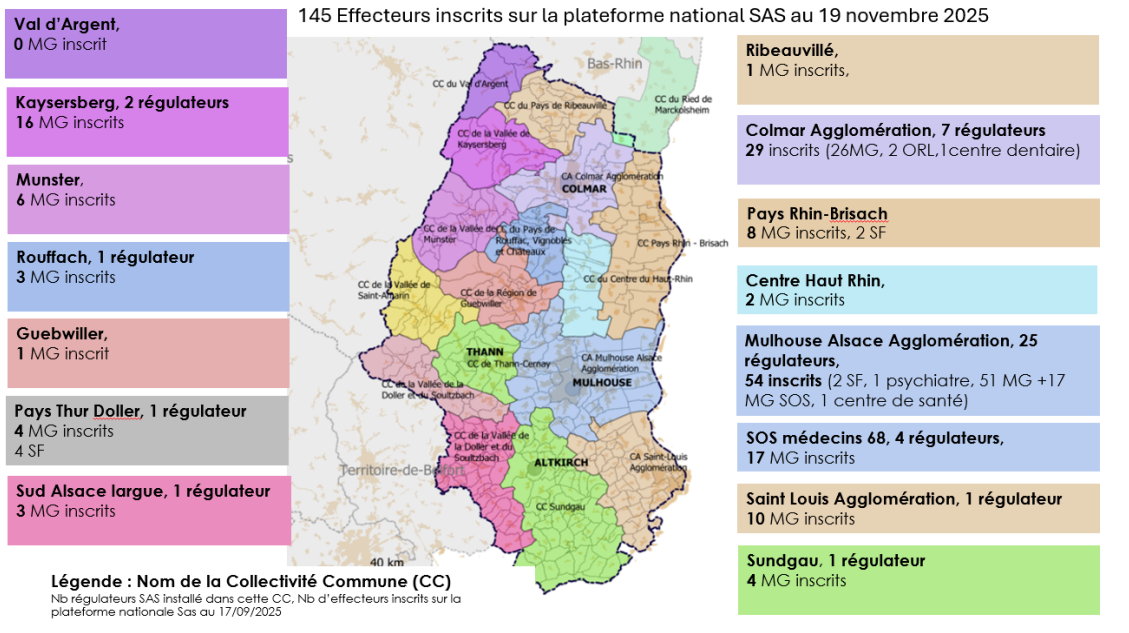 145 Effecteurs inscrits sur la plateforme national SAS au 19 novembre 2025
Val d'Argent,
0 MG inscrit
Kaysersberg, 2 régulateurs
16 MG inscrits
Munster,
6 MG inscrits
Rouffach, 1 régulateur
3 MG inscrits
Guebwiller,
1 MG inscrit
Pays Thur Doller, 1 régulateur
4 MG inscrits
4 SF
Sud Alsace largue, 1 régulateur
3 MG inscrits
Bas-Rhin
CC du Val d'Argent
CC du Pays de Ribeauvillé
CC du Ried de
Marckolsheim
CC de la Vallée de
Kaysersberg
CA Colmar Agglomération
COLMAR
CC de la Vallée de
Munster
CC du Pays de
Rouffac, Vignobles
et Châteaux
CC Pays Rhin - Brisach
CC du Centre du Haut-Rhin
CC de la Vallée de
Saint-Amarin
CC de la Région de
Guebwiller
THANN
CC de Thann-Cernay
CA Mulhouse Alsace
Agglomération
MULHOUSE
CC de la Vallée de la
Doller et du Soultzbach
CC de la Vallée de
la Doller et du
Soultzbach
ALTKIRCH
CA Saint-Louis
Agglomération
Territoire-de-Belfort
CC Sundgau
40 km
s
Ribeauvillé,
1 MG inscrits,
Colmar Agglomération, 7 régulateurs
29 inscrits (26MG, 2 ORL,1centre dentaire)
Pays Rhin-Brisach
8 MG inscrits, 2 SF
Centre Haut Rhin,
2 MG inscrits
Mulhouse Alsace Agglomération, 25
régulateurs,
54 inscrits (2 SF, 1 psychiatre, 51 MG +17
MG SOS, 1 centre de santé)
SOS médecins 68, 4 régulateurs,
17 MG inscrits
Saint Louis Agglomération, 1 régulateur
10 MG inscrits
Sundgau, 1 régulateur
4 MG inscrits
Légende : Nom de la Collectivité Commune (CC)
Nb régulateurs SAS installé dans cette CC, Nb d'effecteurs inscrits sur la
plateforme nationale Sas au 17/09/2025